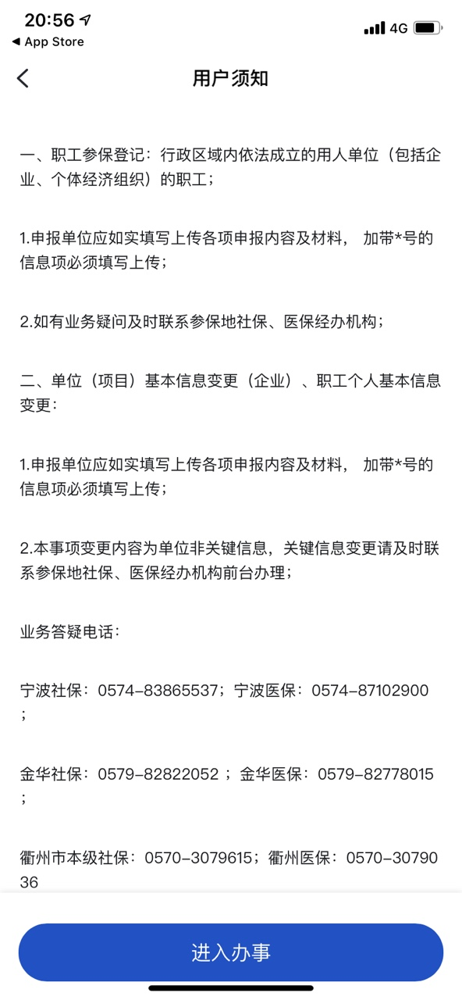 20:56
4G
◀ App Store
用户须知
一、职工参保登记：行政区域内依法成立的用人单位（包括企
业、个体经济组织）的职工；
1.申报单位应如实填写上传各项申报内容及材料， 加带*号的
信息项必须填写上传；
2.如有业务疑问及时联系参保地社保、医保经办机构；
二、单位（项目）基本信息变更（企业）、职工个人基本信息
变更：
1.申报单位应如实填写上传各项申报内容及材料， 加带*号的
信息项必须填写上传；
2.本事项变更内容为单位非关键信息，关键信息变更请及时联
系参保地社保、医保经办机构前台办理；
业务答疑电话：
宁波社保：0574–83865537；宁波医保：0574–87102900
；
金华社保：0579–82822052 ；金华医保：0579–82778015
；
衢州市本级社保：0570–3079615；衢州医保：0570–30790
36
进入办事